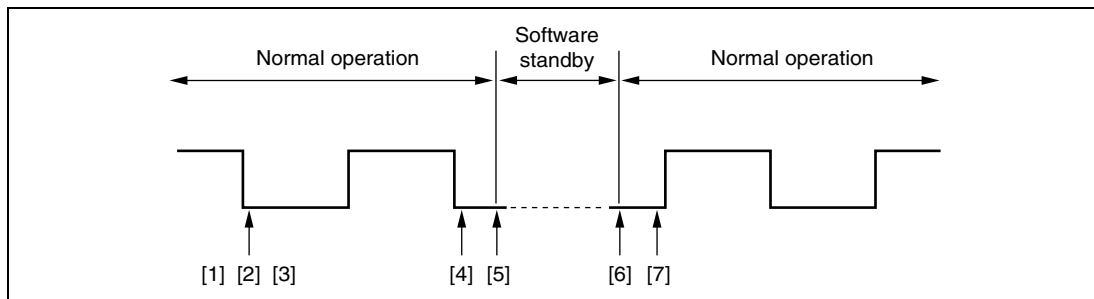 Software
standby
Normal operation
Normal operation
[1] [2] [3] [4] [5] [6] [7]